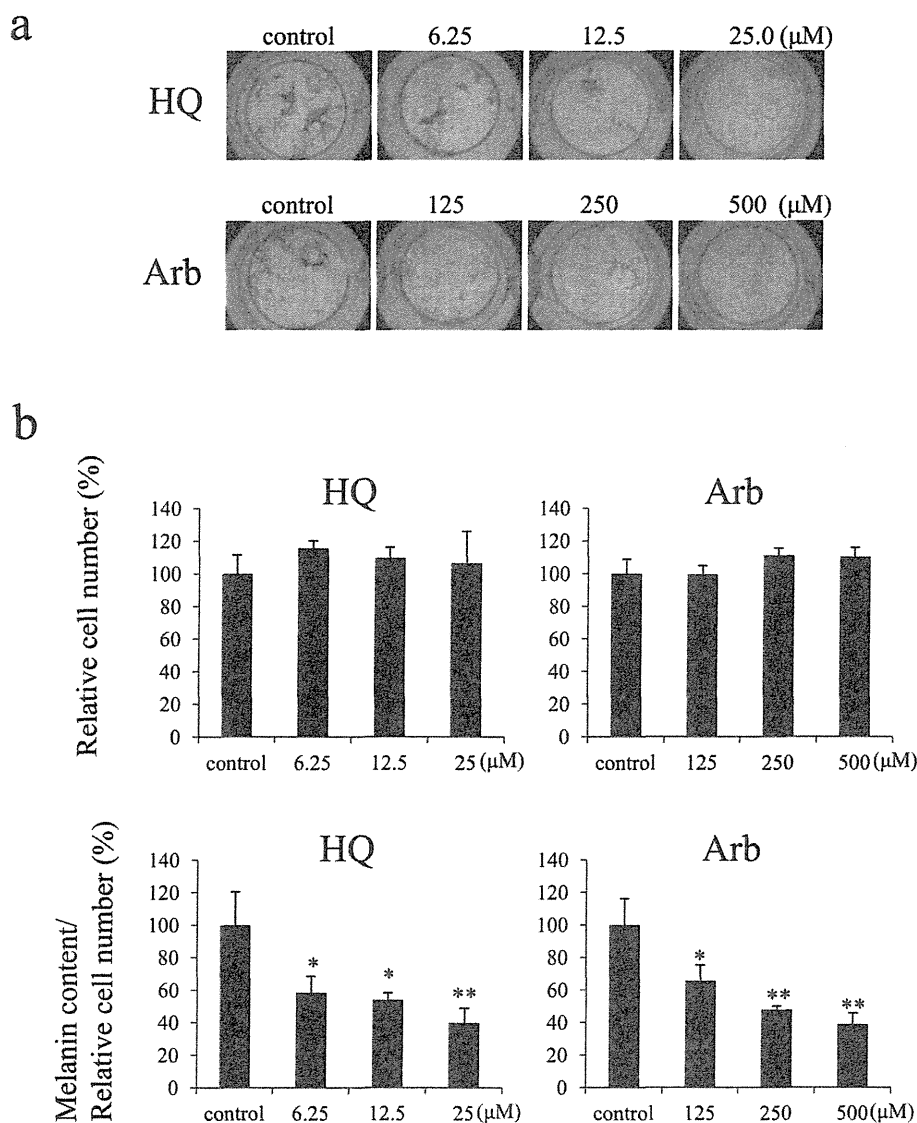 a
control 6.25 12.5 25.0 (μM)
HQ
control 125 250 500 (μM)
Arb
b
Relative cell number (%)
HQ
140
120
100
80
60
40
20
0
control 6.25 12.5 25 (μM)
Arb
140
120
100
80
60
40
20
0
control 125 250 500 (μM)
Melanin content/
Relative cell number (%)
HQ
140
120
100
80
60
40
20
0
* * **
control 6.25 12.5 25 (μM)
Arb
140
120
100
80
60
40
20
0
* ** **
control 125 250 500 (μM)